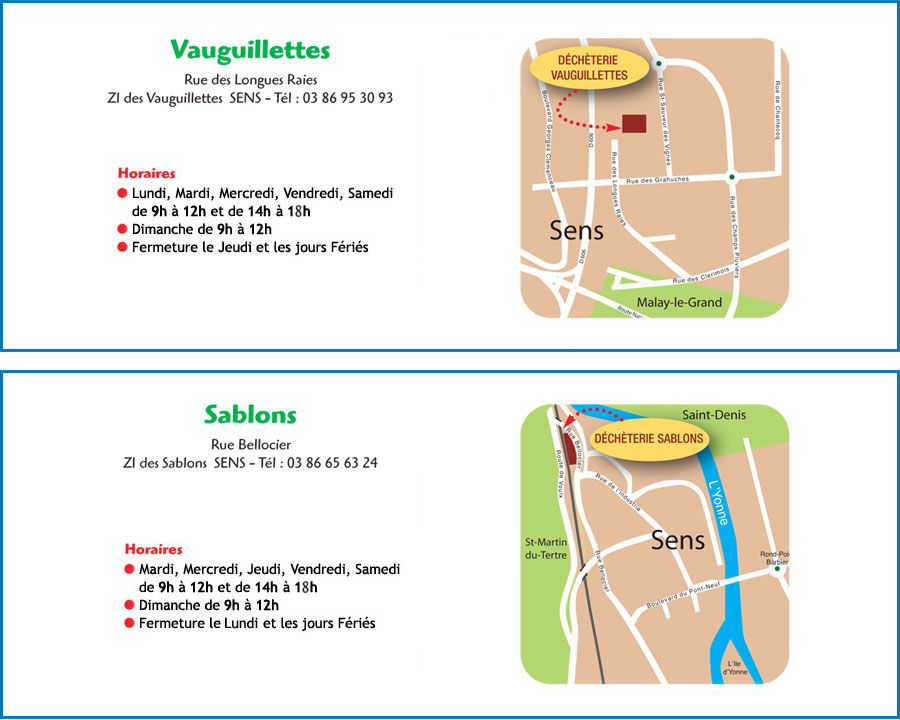 Vauguillettes
Rue des Longues Raies
ZI des Vauguillettes SENS - Tél : 03 86 95 30 93
Horaires
Lundi, Mardi, Mercredi, Vendredi, Samedi
de 9h à 12h et de 14h à 18h
Dimanche de 9h à 12h
Fermeture le Jeudi et les jours Fériés
DÉCHÈTERIE
VAUGUILLETTES
Boulevard Georges Clemenceau
D.606
Rue St-Sauveur des Vignes
Rue de Chantecoq
Rue des Longues Raies
Rue des Grahuches
Rue des Champs Pluviers
Sens
D.606
Rue des Clerimois
Malay-le-Grand
Route Nat
Sablons
Rue Bellocier
ZI des Sablons SENS - Tél : 03 86 65 63 24
Horaires
Mardi, Mercredi, Jeudi, Vendredi, Samedi
de 9h à 12h et de 14h à 18h
Dimanche de 9h à 12h
Fermeture le Lundi et les jours Fériés
Saint-Denis
DÉCHÈTERIE SABLONS
Rue Bellocier
Route de Voulx
Rue de l'industrie
L'Yonne
Sens
St-Martin
du-Tertre
Rue Bellocier
Rond-Poi
Barbier
Boulevard du Pont-Neuf
L'Ile
d'Yonne